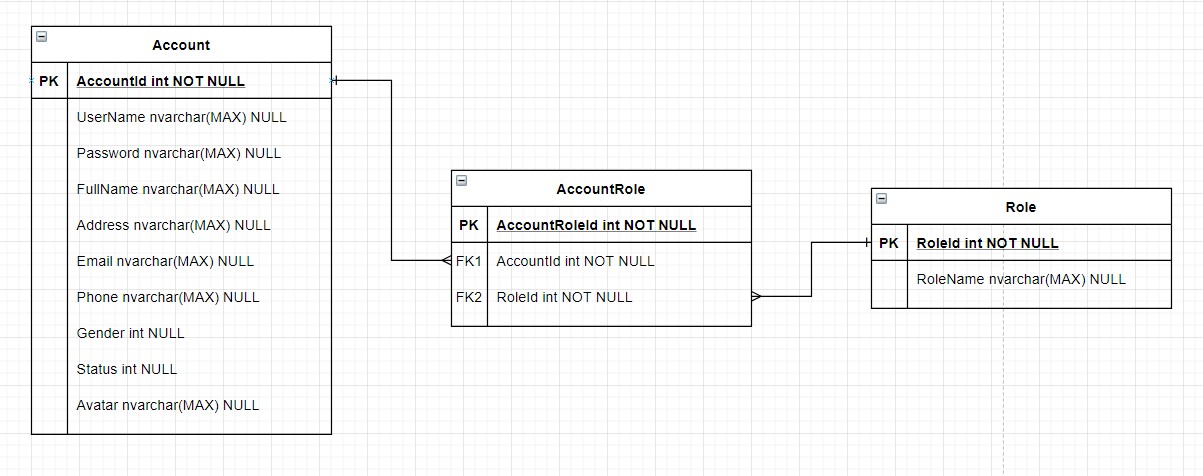 Account
PK AccountId int NOT NULL
UserName nvarchar(MAX) NULL
Password nvarchar(MAX) NULL
FullName nvarchar(MAX) NULL
Address nvarchar(MAX) NULL
Email nvarchar(MAX) NULL
Phone nvarchar(MAX) NULL
Gender int NULL
Status int NULL
Avatar nvarchar(MAX) NULL
AccountRole
PK AccountRoleId int NOT NULL
FK1 AccountId int NOT NULL
FK2 RoleId int NOT NULL
Role
PK RoleId int NOT NULL
RoleName nvarchar(MAX) NULL